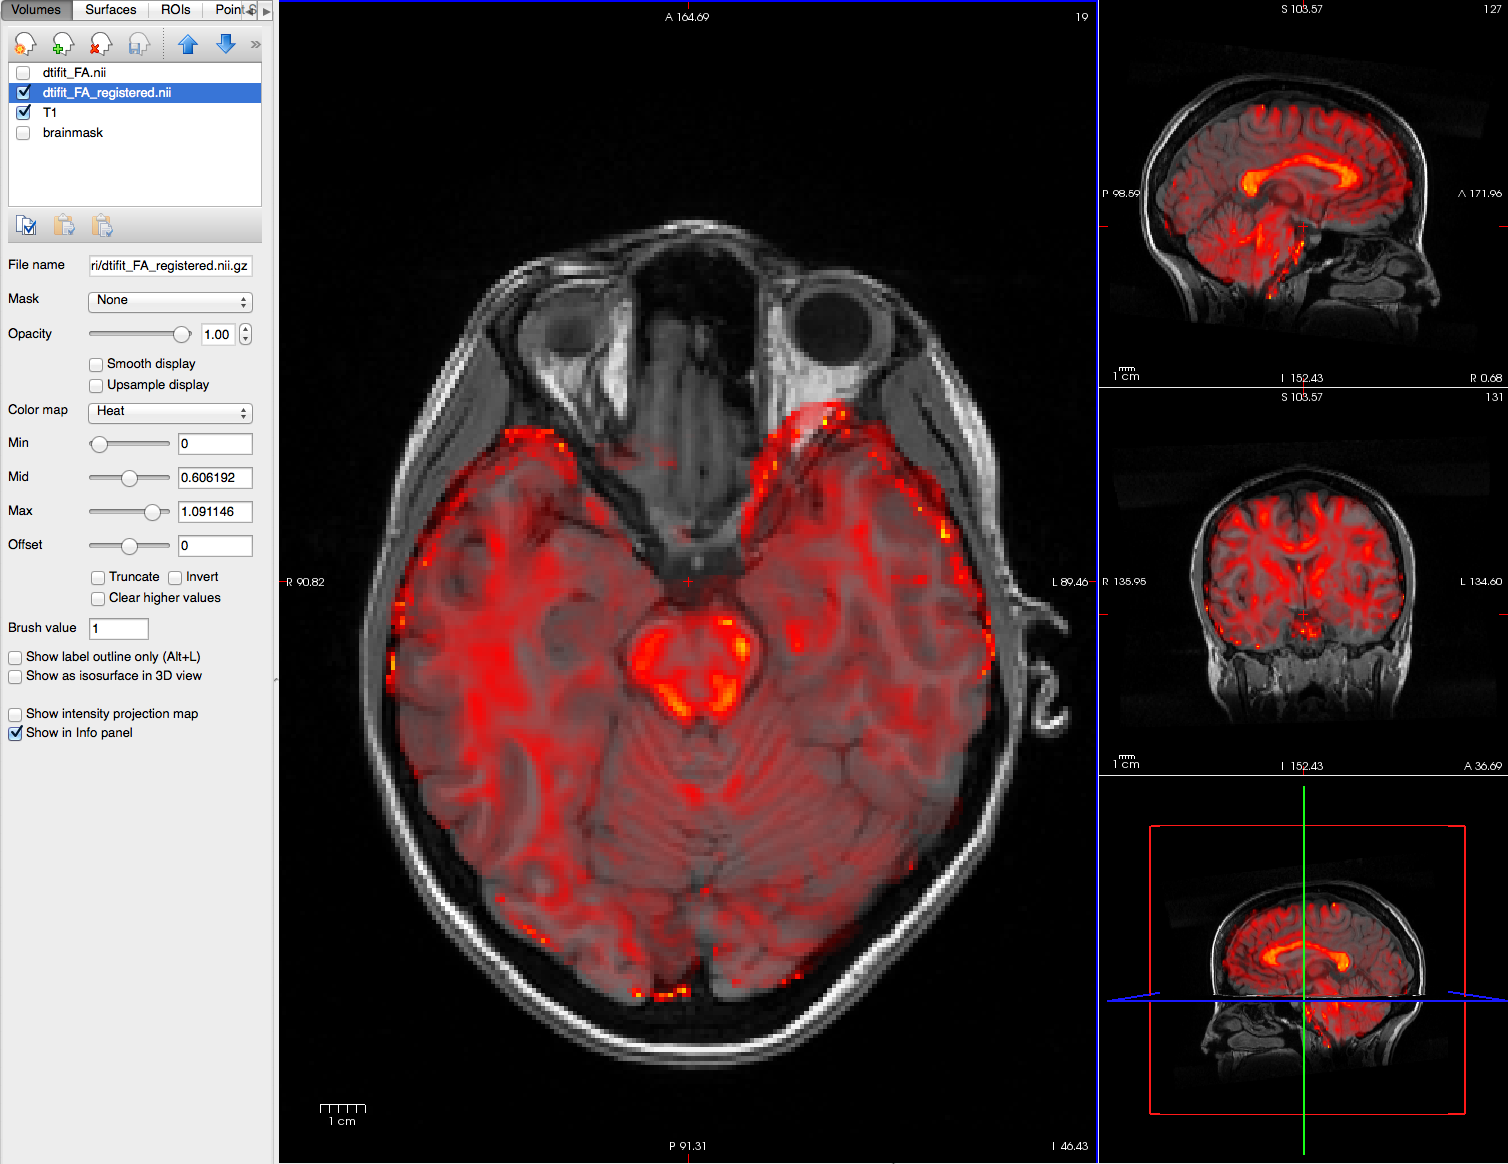 Volumes Surfaces ROIs Point S
dtifit_FA.nii
dtifit_FA_registered.nii
T1
brainmask
File name ri/dtifit_FA_registered.nii.gz
Mask None
Opacity 1.00
Smooth display
Upsample display
Color map Heat
Min 0
Mid 0.606192
Max 1.091146
Offset 0
Truncate Invert
Clear higher values
Brush value 1
Show label outline only (Alt+L)
Show as isosurface in 3D view
Show intensity projection map
Show in Info panel
A 164.69 19
R 90.82 L 89.46
1 cm
P 91.31 I 46.43
S 103.57 127
P 98.59 A 171.96
1 cm I 152.43 R 0.68
S 103.57 131
R 135.95 L 134.60
1 cm I 152.43 A 36.69